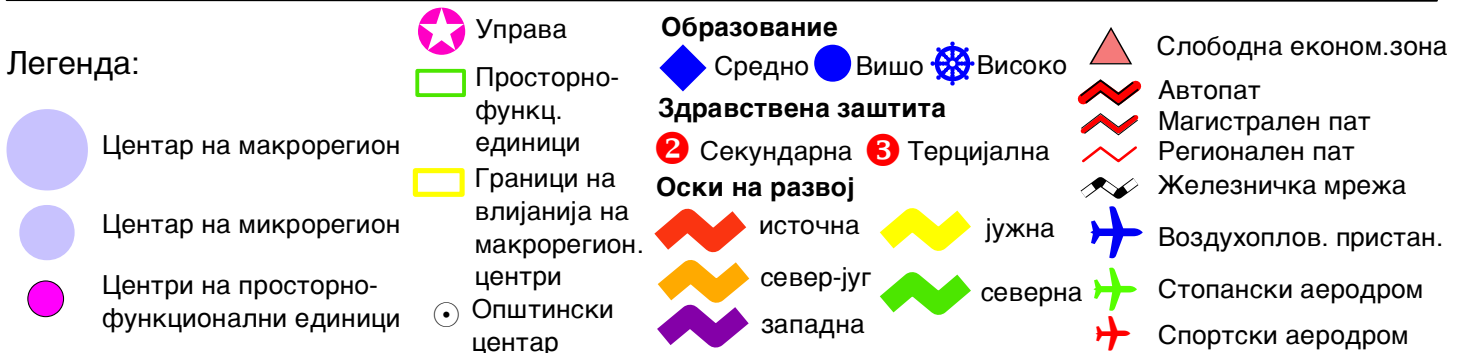 Легенда:
Центар на макрорегион
Центар на микрорегион
Центри на просторно-
функционални единици
Управа
Просторно-
функц.
единици
Граници на
влијанија на
макрорегион.
центри
Општински
центар
Образование
Средно Вишо Високо
Здравствена заштита
2 Секундарна 3 Терцијална
Оски на развој
источна јужна
север-југ северна
западна
Слободна економ.зона
Автопат
Магистрален пат
Регионален пат
Железничка мрежа
Воздухоплов. пристан.
Стопански аеродром
Спортски аеродром